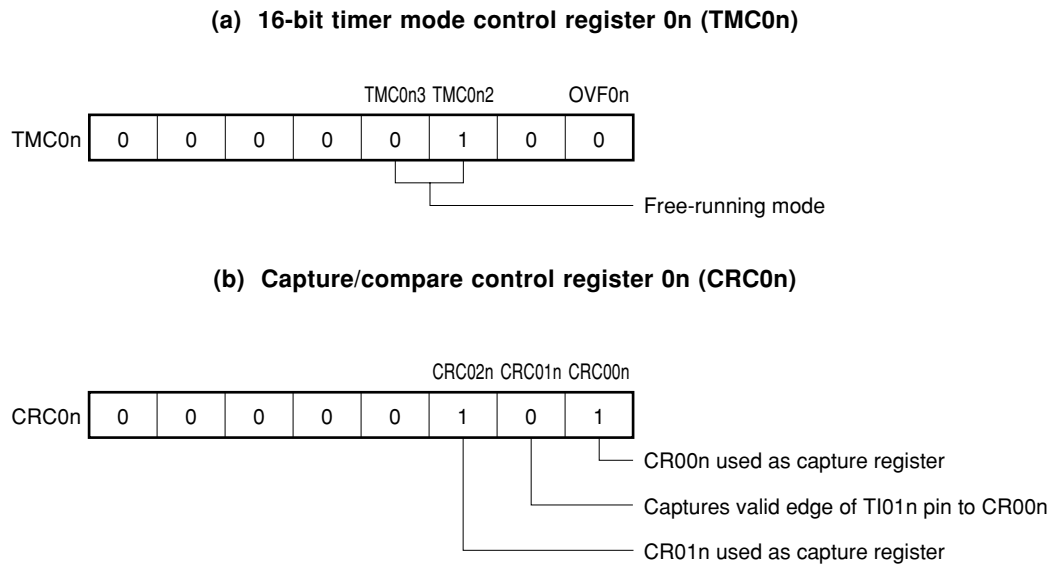 (a) 16-bit timer mode control register 0n (TMC0n)
TMC0n3 TMC0n2 OVF0n
TMC0n 0 0 0 0 0 1 0 0
Free-running mode
(b) Capture/compare control register 0n (CRC0n)
CRC02n CRC01n CRC00n
CRC0n 0 0 0 0 0 1 0 1
CR00n used as capture register
Captures valid edge of TI01n pin to CR00n
CR01n used as capture register